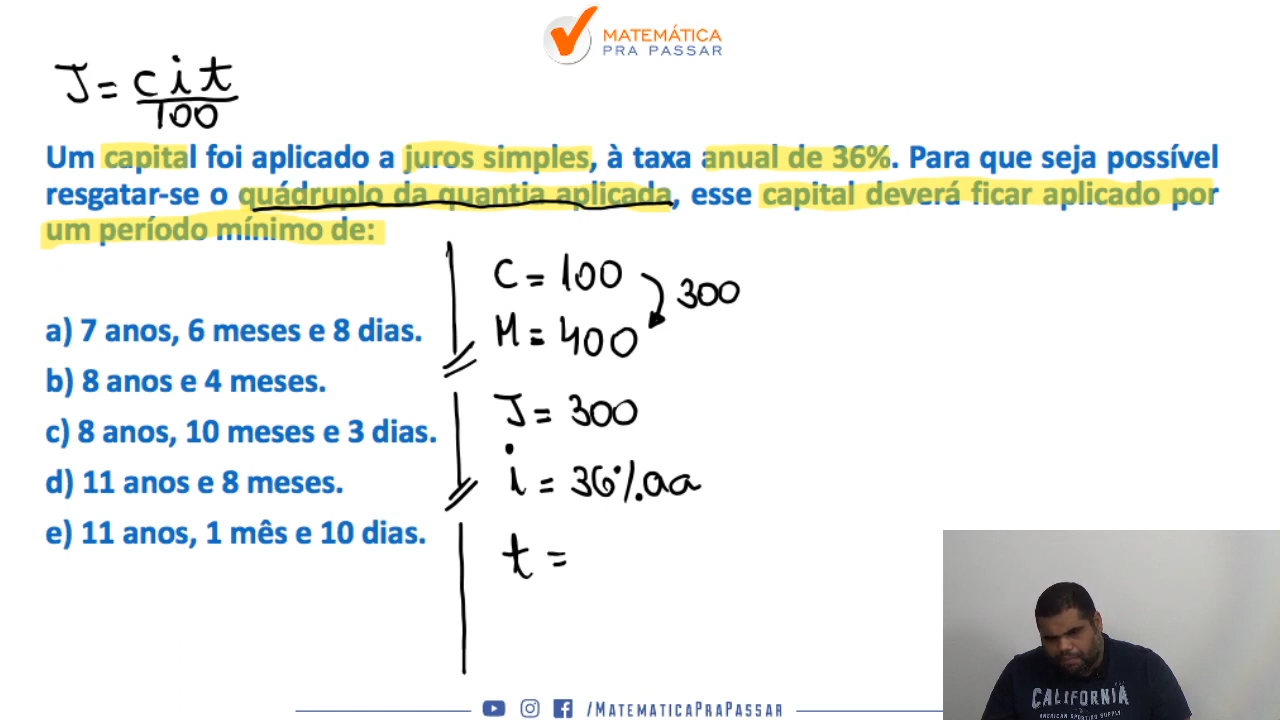 MATEMÁTICA
PRA PASSAR
J = c i t
100
Um capital foi aplicado a juros simples, à taxa anual de 36%. Para que seja possível
resgatar-se o quádruplo da quantia aplicada, esse capital deverá ficar aplicado por
um período mínimo de:
C = 100
300
M = 400
a) 7 anos, 6 meses e 8 dias.
b) 8 anos e 4 meses.
c) 8 anos, 10 meses e 3 dias.
d) 11 anos e 8 meses.
e) 11 anos, 1 mês e 10 dias.
J = 300
i = 36% aa
t =
CALIFORNIA
AMERICAN SPORTING SUPPLY
/MATEMATICAPRAPASSAR